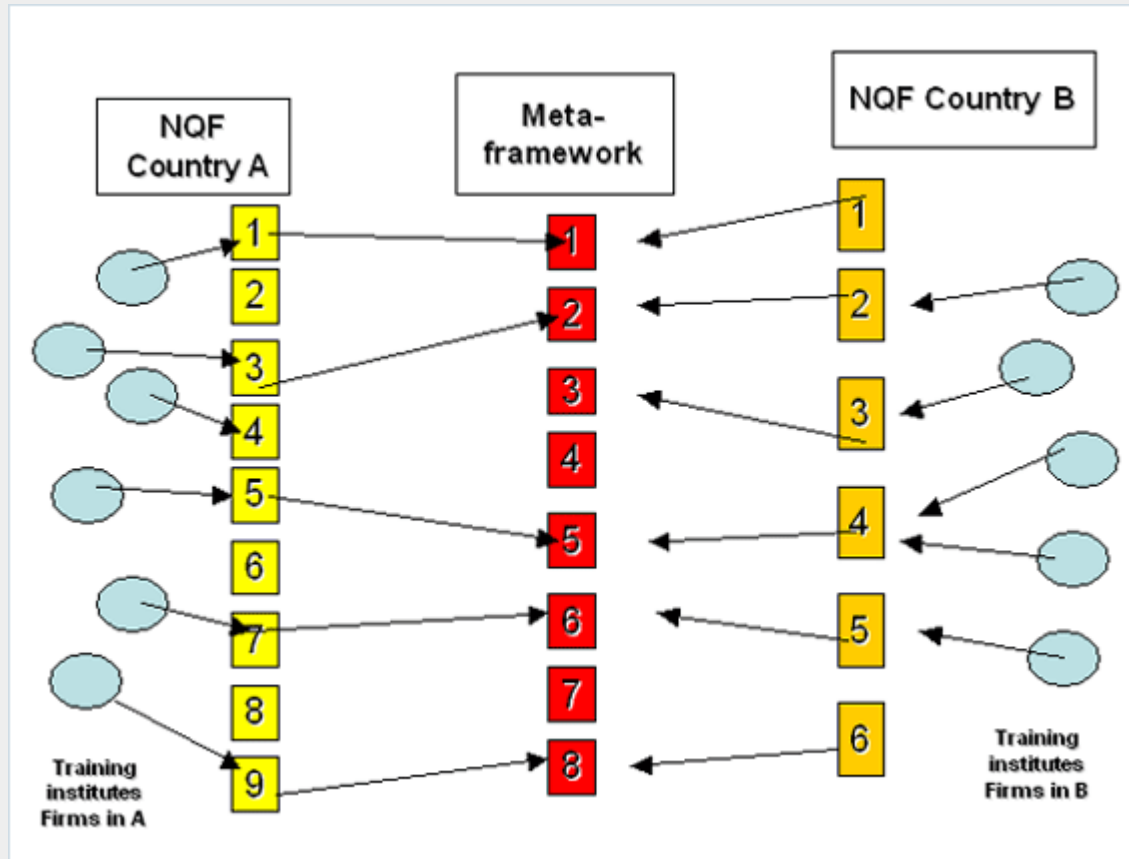 NQF
Country A
Meta-
framework
NQF Country B
1
2
3
4
5
6
7
8
9
1
2
3
4
5
6
7
8
1
2
3
4
5
6
Training
institutes
Firms in A
Training
institutes
Firms in B